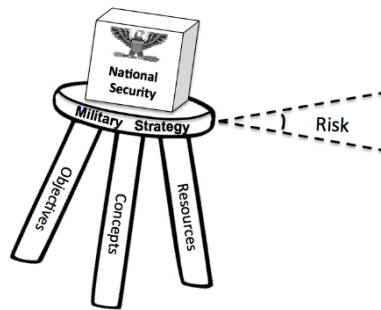 National
Security
Military Strategy
Risk
Objectives
Concepts
Resources